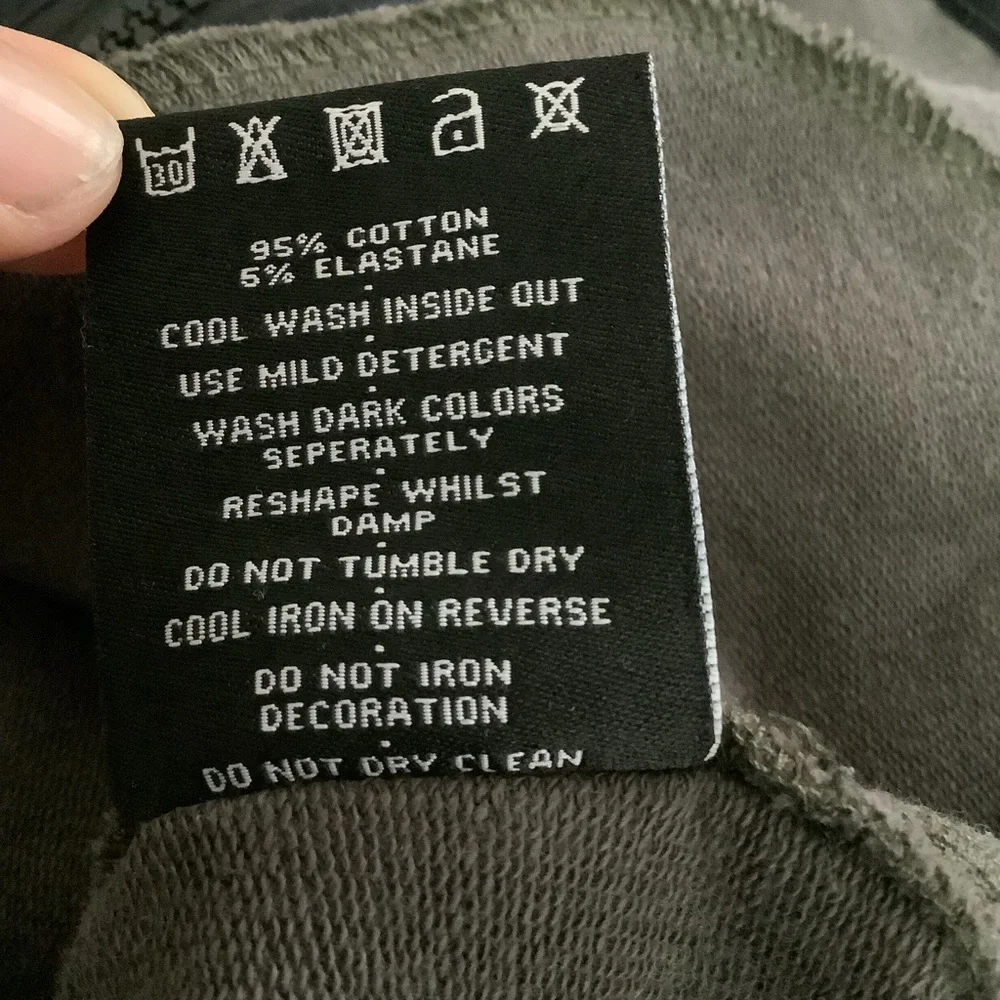 30
95% COTTON
5% ELASTANE
COOL WASH INSIDE OUT
USE MILD DETERGENT
WASH DARK COLORS
SEPERATELY
RESHAPE WHILST
DAMP
DO NOT TUMBLE DRY
COOL IRON ON REVERSE
DO NOT IRON
DECORATION
DO NOT DRY CLEAN